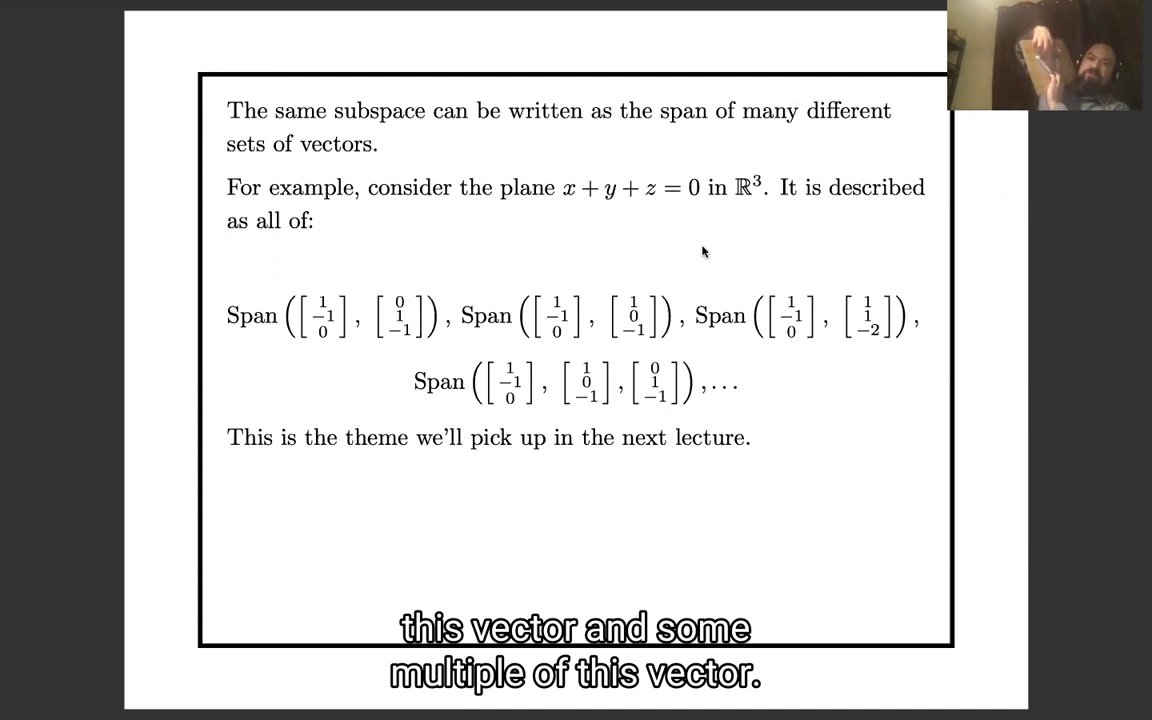 The same subspace can be written as the span of many different
sets of vectors.
For example, consider the plane x + y + z = 0 in ℝ³. It is described
as all of:
Span ([1 −1 0], [0 1 −1]), Span ([1 −1 0], [1 0 −1]), Span ([1 −1 0], [1 1 −2]),
Span ([1 −1 0], [1 0 −1], [0 1 −1]), . . .
This is the theme we'll pick up in the next lecture.
this vector and some
multiple of this vector.